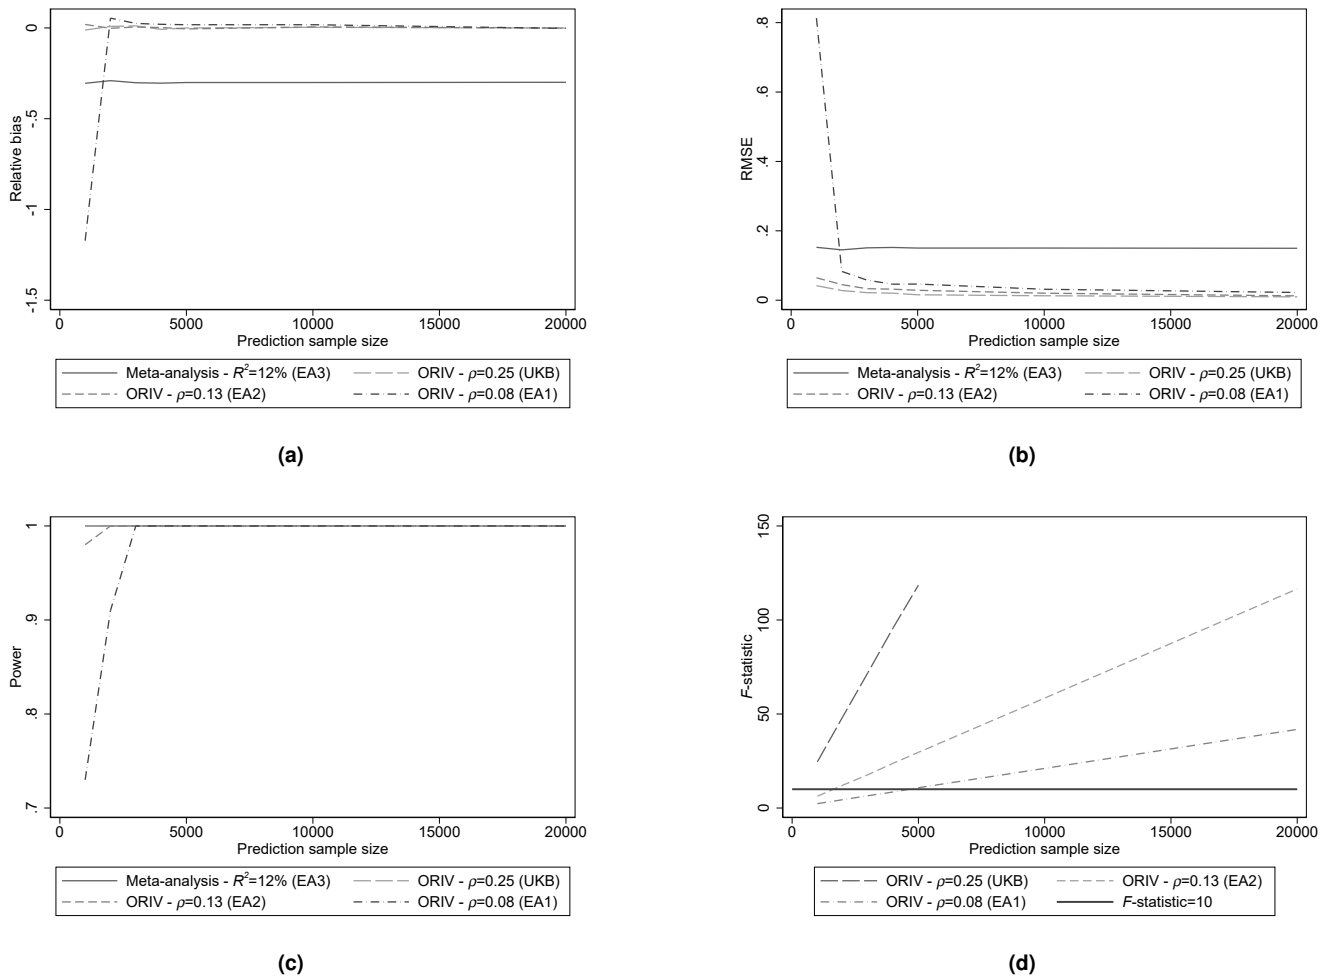 0
-.5
-1
-1.5
Relative bias
0 5000 10000 15000 20000
Prediction sample size
Meta-analysis - R²=12% (EA3) ORIV - ρ=0.25 (UKB)
ORIV - ρ=0.13 (EA2) ORIV - ρ=0.08 (EA1)
(a)
.8
.6
.4
.2
0
RMSE
0 5000 10000 15000 20000
Prediction sample size
Meta-analysis - R²=12% (EA3) ORIV - ρ=0.25 (UKB)
ORIV - ρ=0.13 (EA2) ORIV - ρ=0.08 (EA1)
(b)
1
.9
.8
.7
Power
0 5000 10000 15000 20000
Prediction sample size
Meta-analysis - R²=12% (EA3) ORIV - ρ=0.25 (UKB)
ORIV - ρ=0.13 (EA2) ORIV - ρ=0.08 (EA1)
(c)
150
100
50
0
F-statistic
0 5000 10000 15000 20000
Prediction sample size
ORIV - ρ=0.25 (UKB) ORIV - ρ=0.13 (EA2)
ORIV - ρ=0.08 (EA1) F-statistic=10
(d)